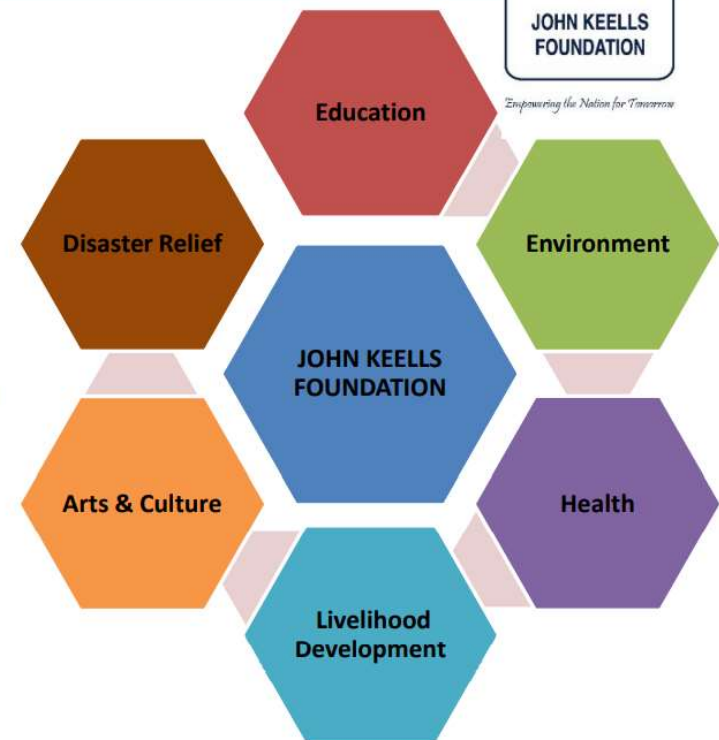 JOHN KEELLS
FOUNDATION
Empowering the Nation for Tomorrow
Education
Disaster Relief
Environment
JOHN KEELLS
FOUNDATION
Arts & Culture
Health
Livelihood
Development